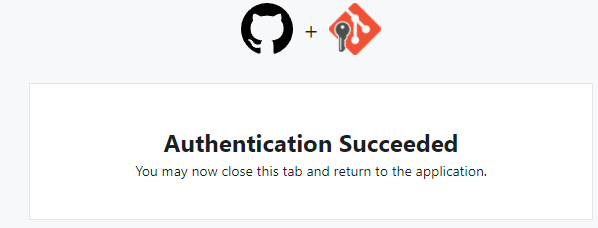 +
Authentication Succeeded
You may now close this tab and return to the application.